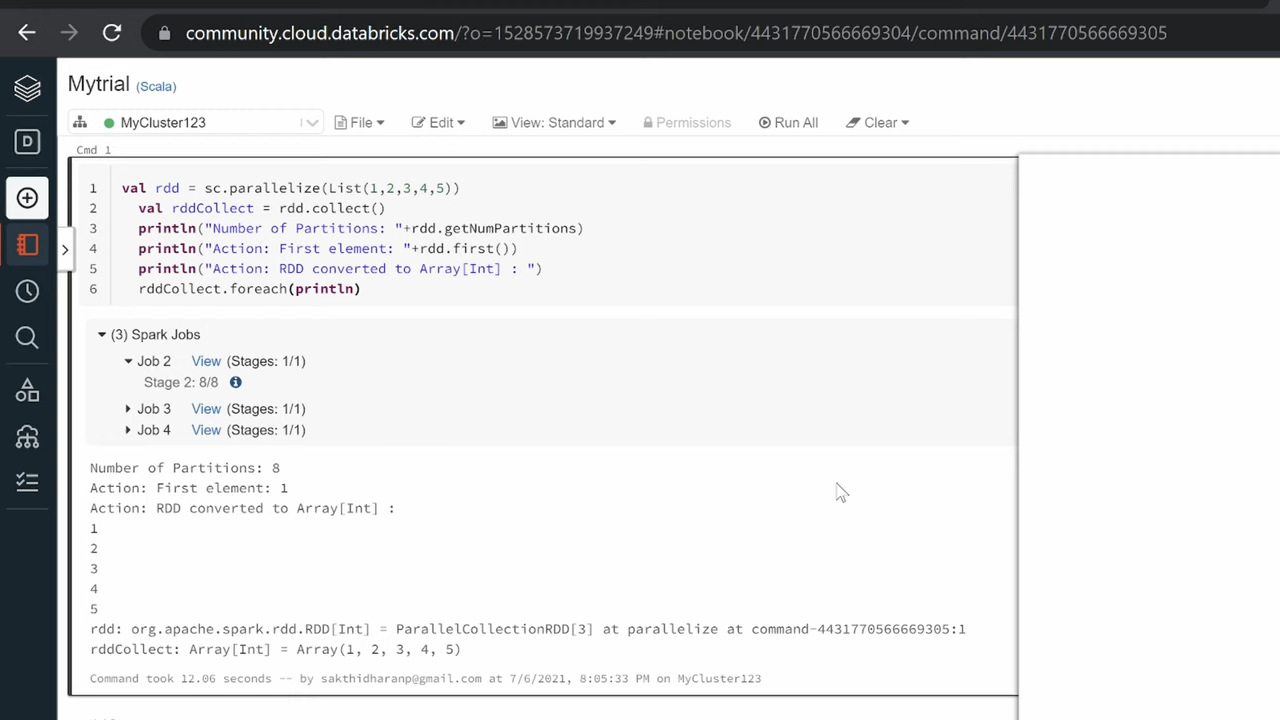 community.cloud.databricks.com/?o=1528573719937249#notebook/4431770566669304/command/4431770566669305
Mytrial (Scala)
D
MyCluster123 File Edit View: Standard Permissions Run All Clear
Cmd 1
1 val rdd = sc.parallelize(List(1,2,3,4,5))
2 val rddCollect = rdd.collect()
3 println("Number of Partitions: "+rdd.getNumPartitions)
4 println("Action: First element: "+rdd.first())
5 println("Action: RDD converted to Array[Int] : ")
6 rddCollect.foreach(println)
(3) Spark Jobs
Job 2 View (Stages: 1/1)
Stage 2: 8/8
Job 3 View (Stages: 1/1)
Job 4 View (Stages: 1/1)
Number of Partitions: 8
Action: First element: 1
Action: RDD converted to Array[Int] :
1
2
3
4
5
rdd: org.apache.spark.rdd.RDD[Int] = ParallelCollectionRDD[3] at parallelize at command-4431770566669305:1
rddCollect: Array[Int] = Array(1, 2, 3, 4, 5)
Command took 12.06 seconds -- by sakthidharanp@gmail.com at 7/6/2021, 8:05:33 PM on MyCluster123